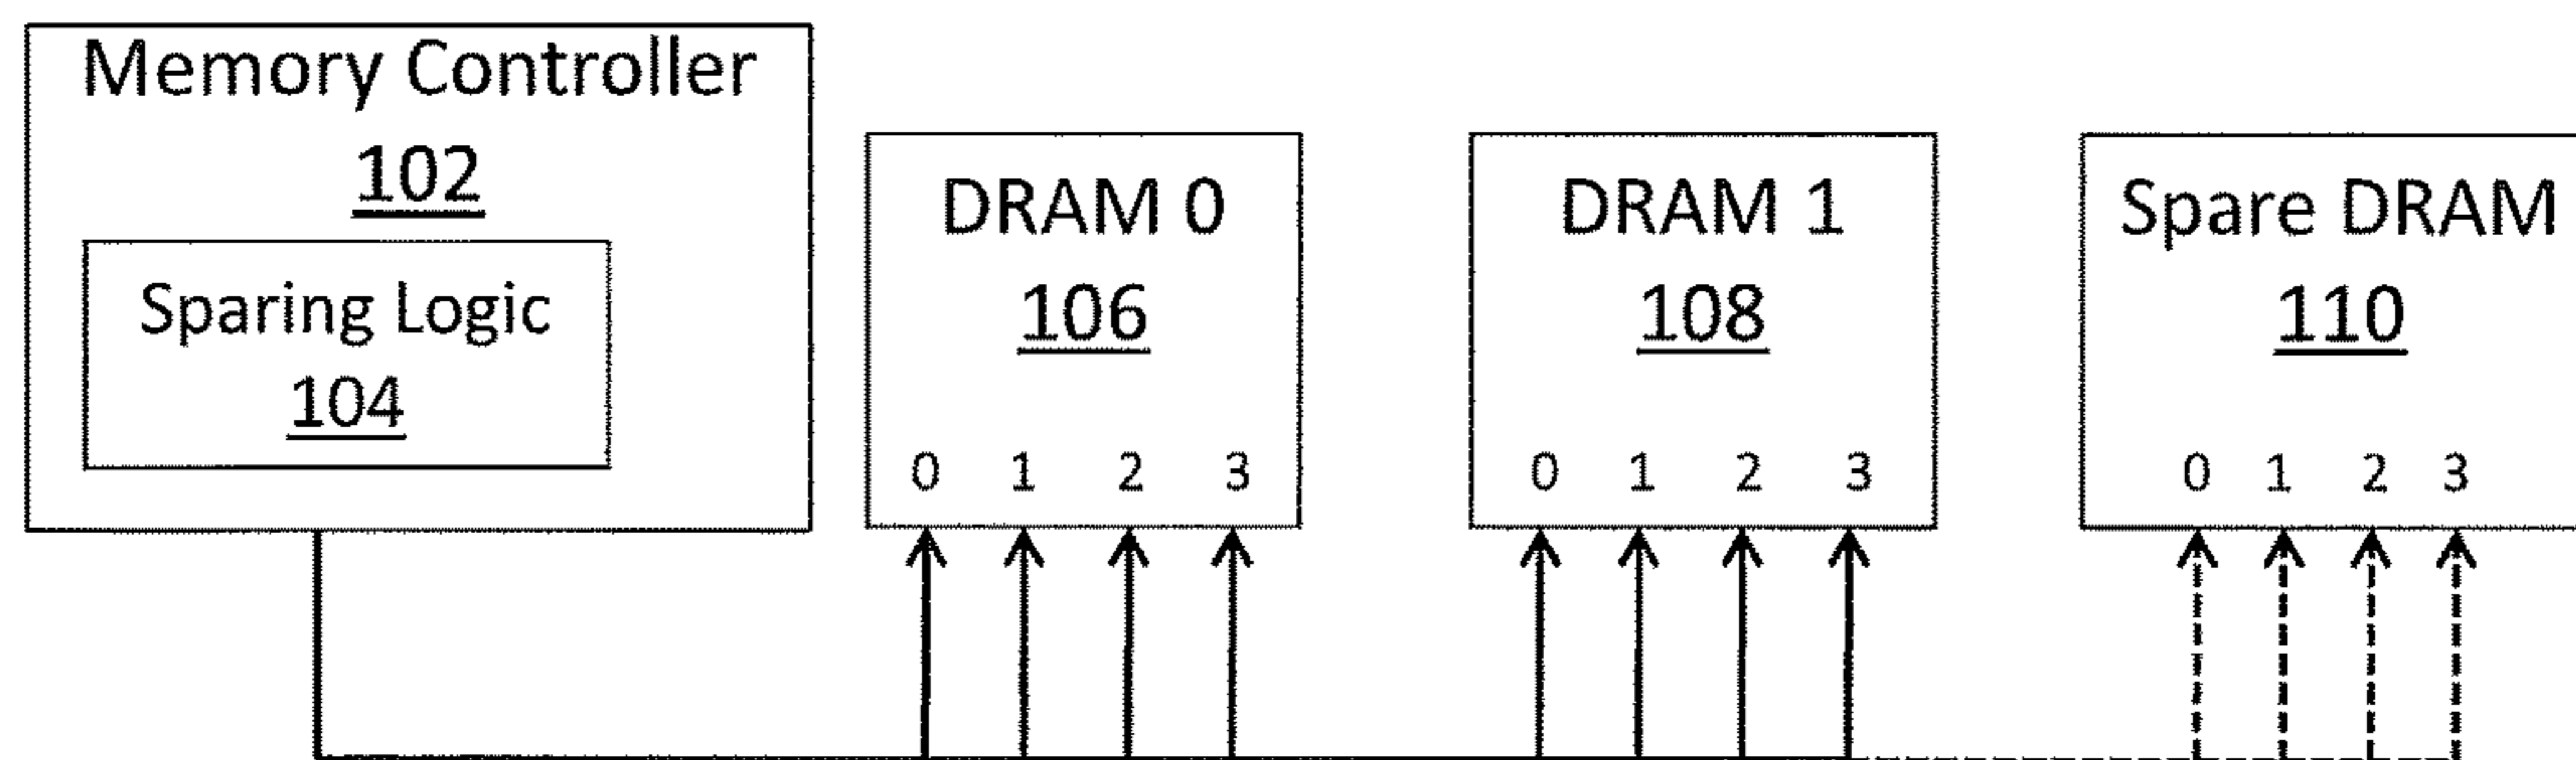 Memory Controller
102
Sparing Logic
104
DRAM 0
106
0 1 2 3
DRAM 1
108
0 1 2 3
Spare DRAM
110
0 1 2 3